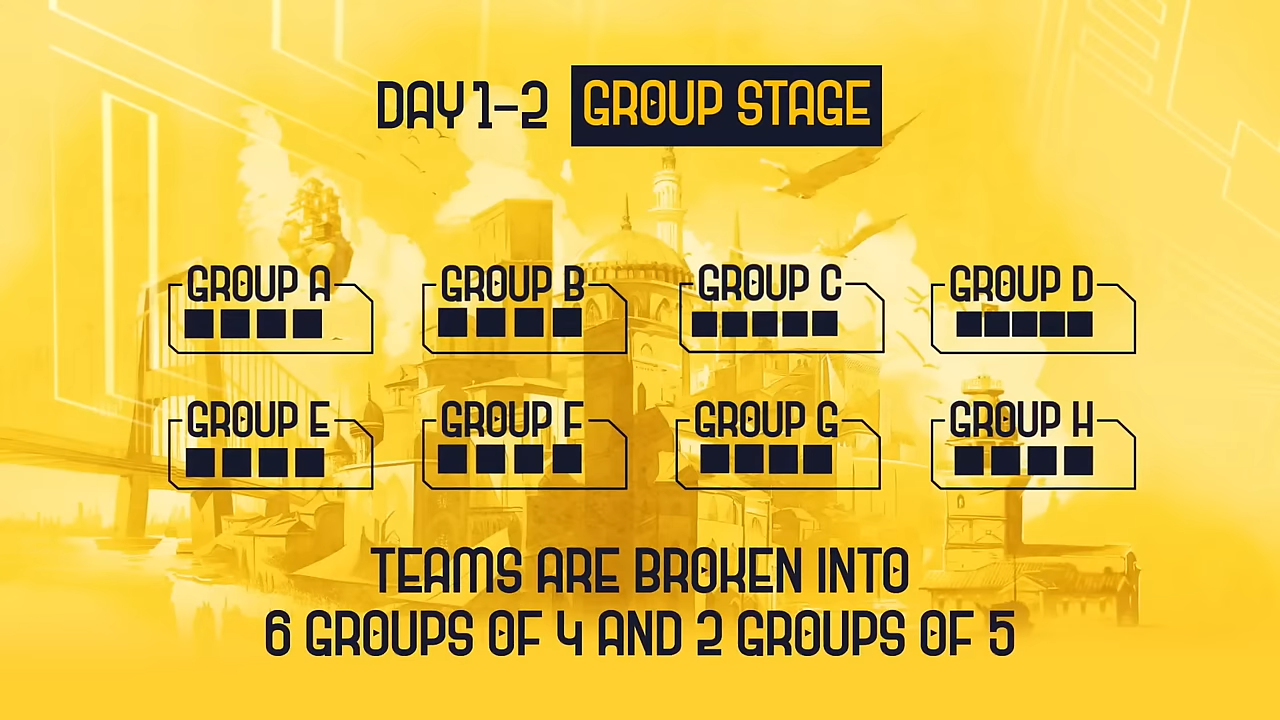 DAY 1-2 GROUP STAGE
GROUP A GROUP B GROUP C GROUP D
GROUP E GROUP F GROUP G GROUP H
TEAMS ARE BROKEN INTO
6 GROUPS OF 4 AND 2 GROUPS OF 5